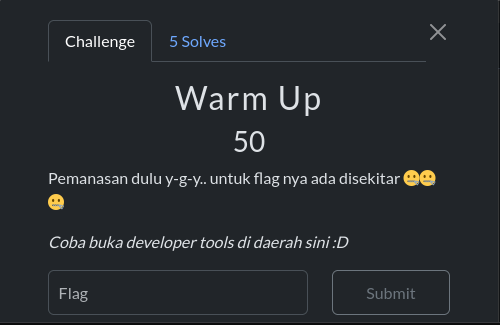 Challenge
5 Solves
Warm Up
50
Pemanasan dulu y-g-y.. untuk flag nya ada disekitar 🤐🤐
🤐
Coba buka developer tools di daerah sini :D
Flag
Submit